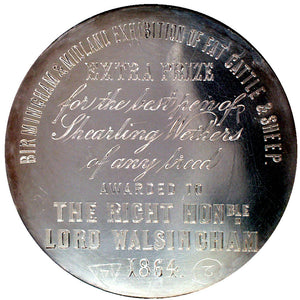 BIRMINGHAM & MIDLAND EXHIBITION OF FAT CATTLE & SHEEP.
EXTRA PRIZE
for the best pen of
Shearling Wethers
of any breed
AWARDED TO
THE RIGHT HONBLE
LORD WALSINGHAM
1864.